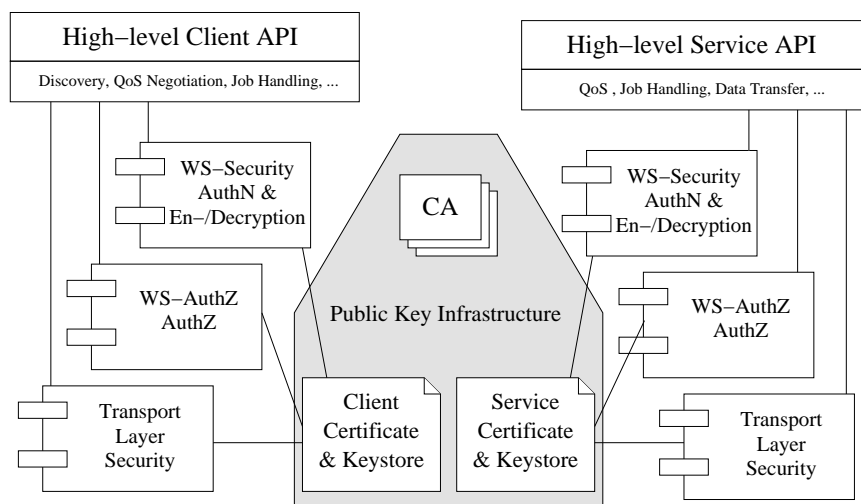 High−level Client API
Discovery, QoS Negotiation, Job Handling, ...
High−level Service API
QoS , Job Handling, Data Transfer, ...
WS−Security
AuthN &
En−/Decryption
WS−AuthZ
AuthZ
Transport
Layer
Security
CA
Public Key Infrastructure
Client
Certificate
& Keystore
Service
Certificate
& Keystore
WS−Security
AuthN &
En−/Decryption
WS−AuthZ
AuthZ
Transport
Layer
Security